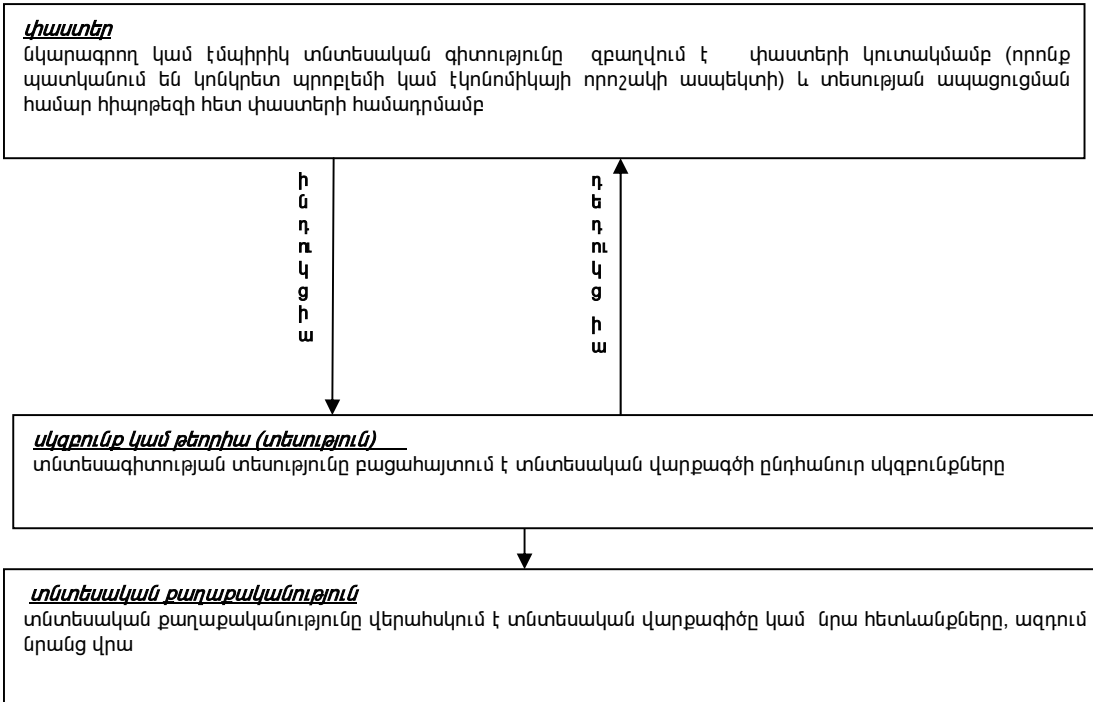 փաստեր
նկարագրող կամ էմպիրիկ տնտեսական գիտությունը զբաղվում է փաստերի կուտակմամբ (որոնք
պատկանում են կոնկրետ պրոբլեմի կամ էկոնոմիկայի որոշակի ասպեկտի) և տեսության ապացուցման
համար հիպոթեզի հետ փաստերի համադրմամբ
ինդուկցիա
դեդուկցիա
սկզբունք կամ թեորիա (տեսություն)
տնտեսագիտության տեսությունը բացահայտում է տնտեսական վարքագծի ընդհանուր սկզբունքները
տնտեսական քաղաքականություն
տնտեսական քաղաքականությունը վերահսկում է տնտեսական վարքագիծը կամ նրա հետևանքները, ազդում
նրանց վրա